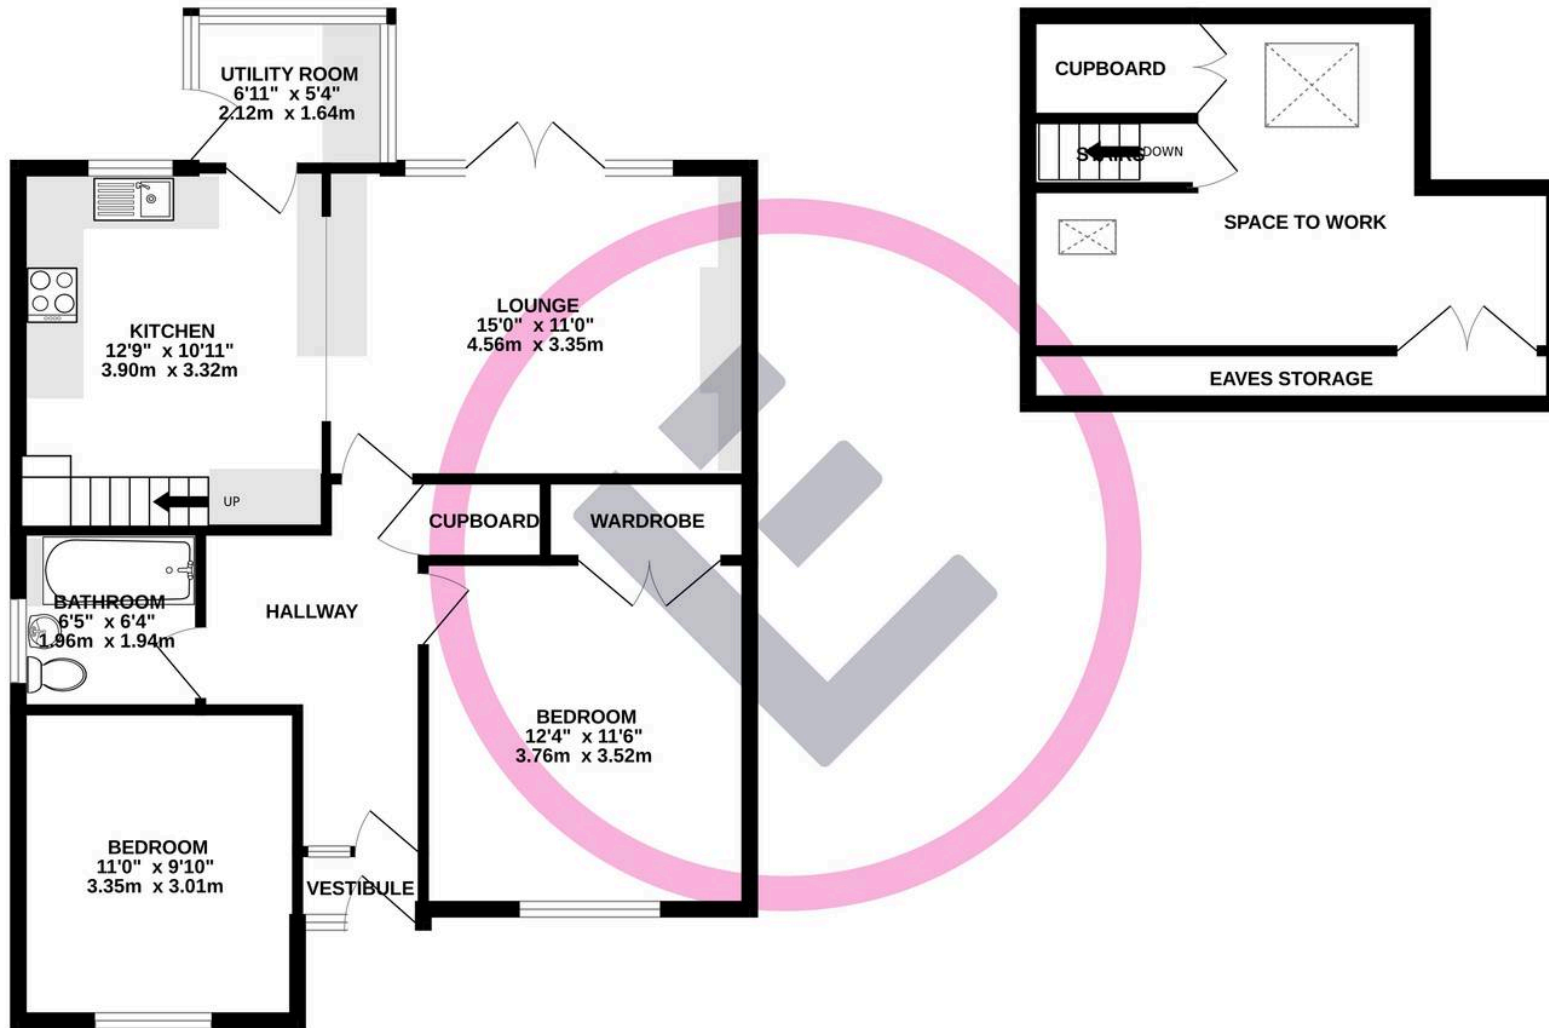 UTILITY ROOM
6'11" x 5'4"
2.12m x 1.64m
KITCHEN
12'9" x 10'11"
3.90m x 3.32m
LOUNGE
15'0" x 11'0"
4.56m x 3.35m
UP
CUPBOARD
WARDROBE
BATHROOM
6'5" x 6'4"
1.96m x 1.94m
HALLWAY
BEDROOM
12'4" x 11'6"
3.76m x 3.52m
BEDROOM
11'0" x 9'10"
3.35m x 3.01m
VESTIBULE
CUPBOARD
STAIRS
DOWN
SPACE TO WORK
EAVES STORAGE